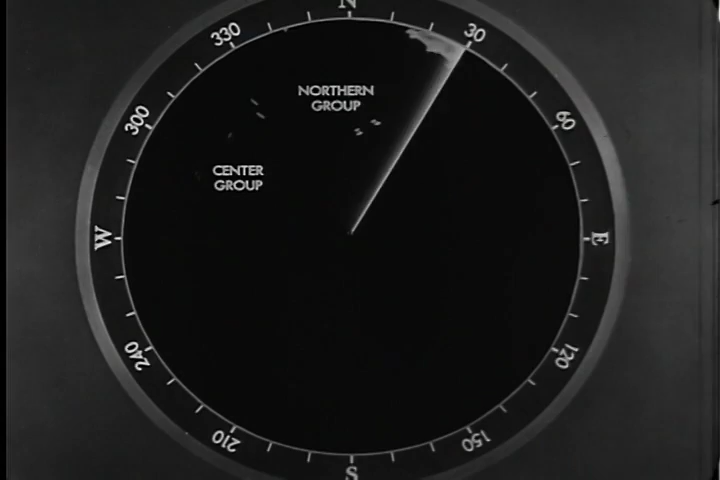 N
330
30
NORTHERN
GROUP
300
60
CENTER
GROUP
W
E
240
120
210
150
S